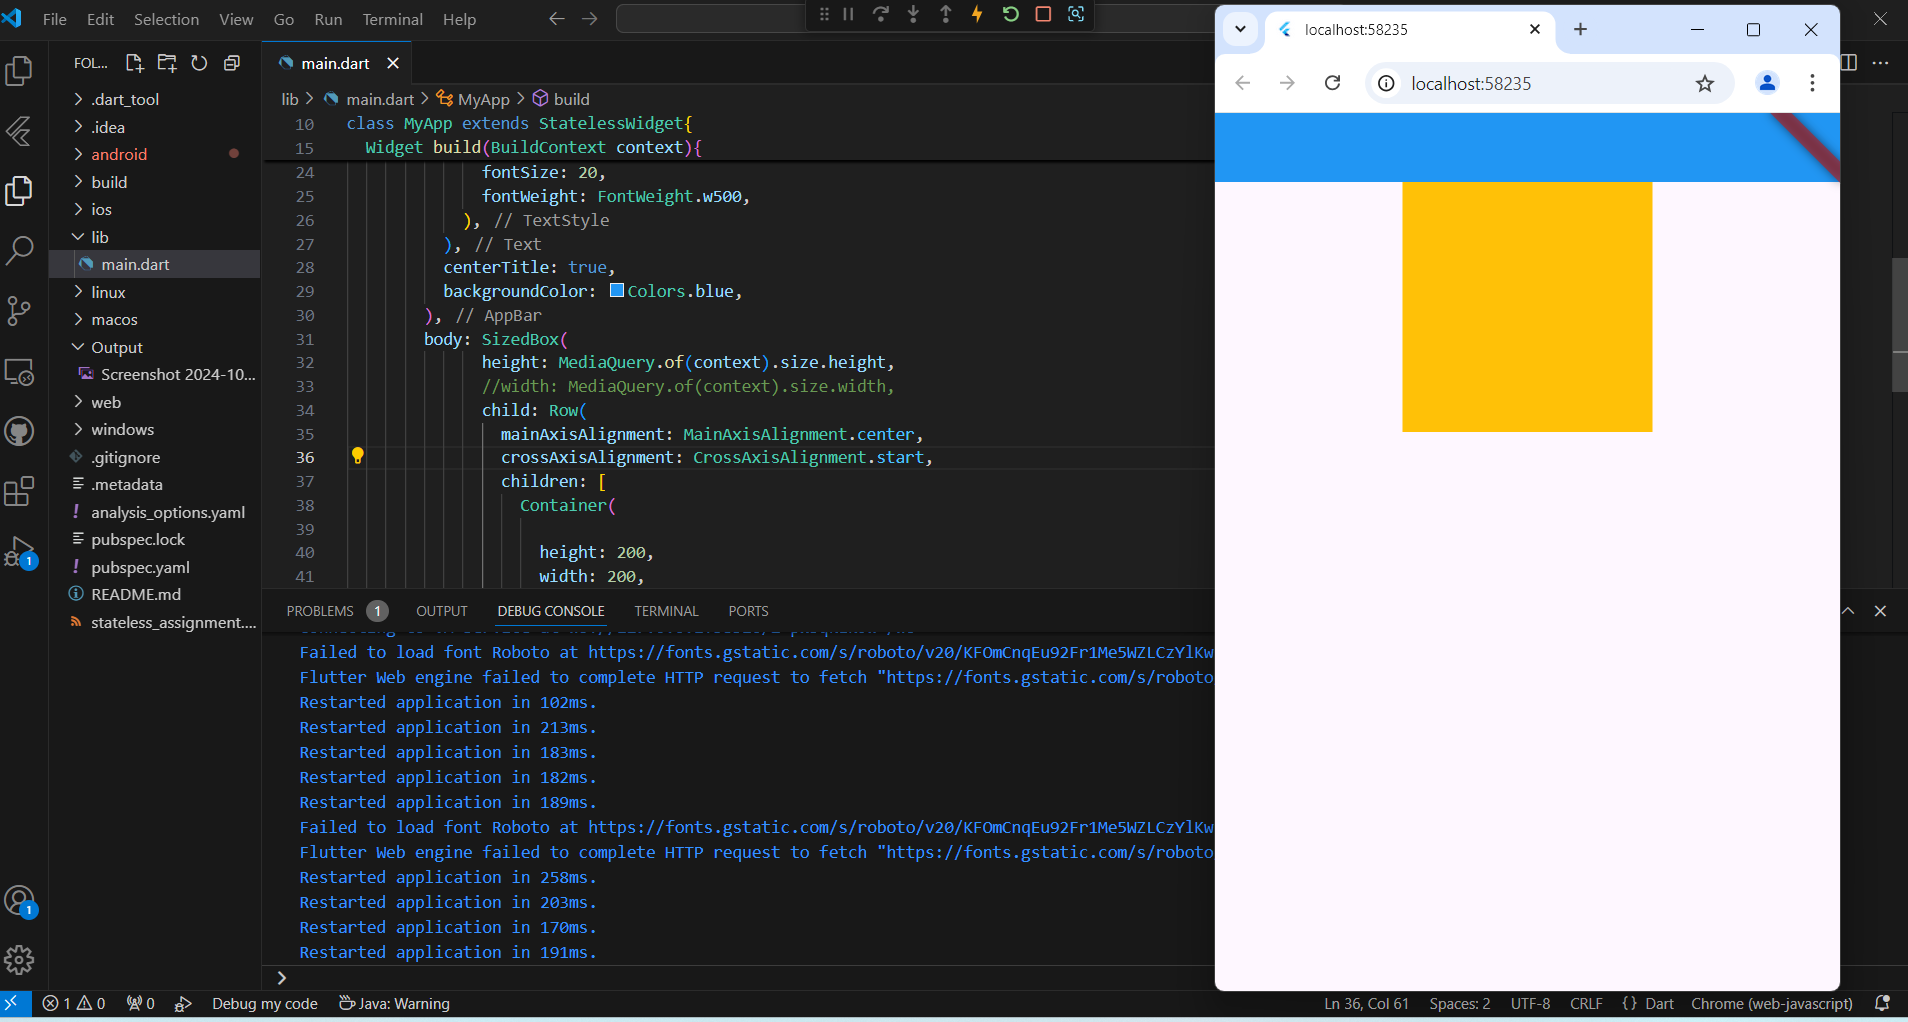 File Edit Selection View Go Run Terminal Help
FOL...
.dart_tool
.idea
android
build
ios
lib
main.dart
linux
macos
Output
Screenshot 2024-10...
web
windows
.gitignore
.metadata
analysis_options.yaml
pubspec.lock
pubspec.yaml
README.md
stateless_assignment....
main.dart
lib > main.dart > MyApp > build
10 class MyApp extends StatelessWidget{
15 Widget build(BuildContext context){
24 fontSize: 20,
25 fontWeight: FontWeight.w500,
26 ), // TextStyle
27 ), // Text
28 centerTitle: true,
29 backgroundColor: Colors.blue,
30 ), // AppBar
31 body: SizedBox(
32 height: MediaQuery.of(context).size.height,
33 //width: MediaQuery.of(context).size.width,
34 child: Row(
35 mainAxisAlignment: MainAxisAlignment.center,
36 crossAxisAlignment: CrossAxisAlignment.start,
37 children: [
38 Container(
39
40 height: 200,
41 width: 200,
PROBLEMS 1 OUTPUT DEBUG CONSOLE TERMINAL PORTS
Failed to load font Roboto at https://fonts.gstatic.com/s/roboto/v20/KFOmCnqEu92Fr1Me5WZLCzYlKw
Flutter Web engine failed to complete HTTP request to fetch "https://fonts.gstatic.com/s/roboto
Restarted application in 102ms.
Restarted application in 213ms.
Restarted application in 183ms.
Restarted application in 182ms.
Restarted application in 189ms.
Failed to load font Roboto at https://fonts.gstatic.com/s/roboto/v20/KFOmCnqEu92Fr1Me5WZLCzYlKw
Flutter Web engine failed to complete HTTP request to fetch "https://fonts.gstatic.com/s/roboto
Restarted application in 258ms.
Restarted application in 203ms.
Restarted application in 170ms.
Restarted application in 191ms.
localhost:58235
localhost:58235
1
1
1 0 0 Debug my code Java: Warning Ln 36, Col 61 Spaces: 2 UTF-8 CRLF {} Dart Chrome (web-javascript)